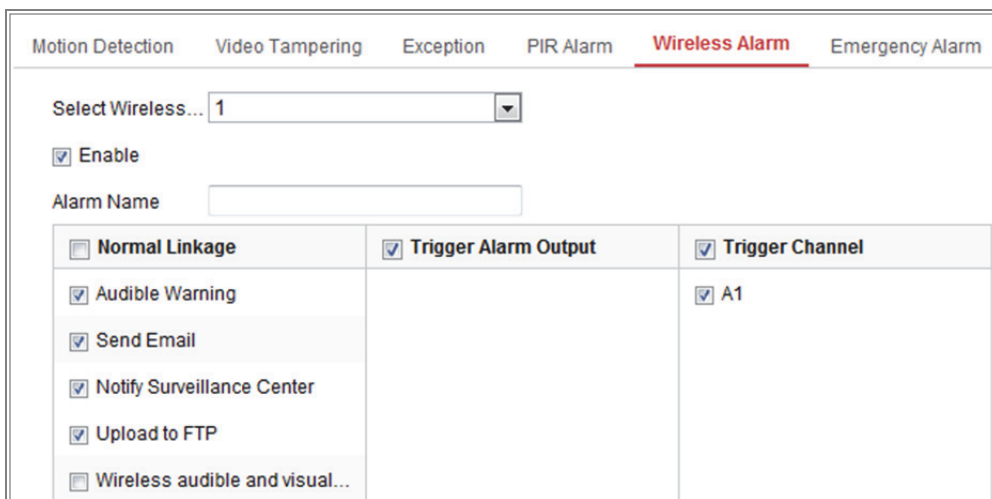 Motion Detection Video Tampering Exception PIR Alarm Wireless Alarm Emergency Alarm
Select Wireless... 1
Enable
Alarm Name
Normal Linkage Trigger Alarm Output Trigger Channel
Audible Warning A1
Send Email
Notify Surveillance Center
Upload to FTP
Wireless audible and visual...